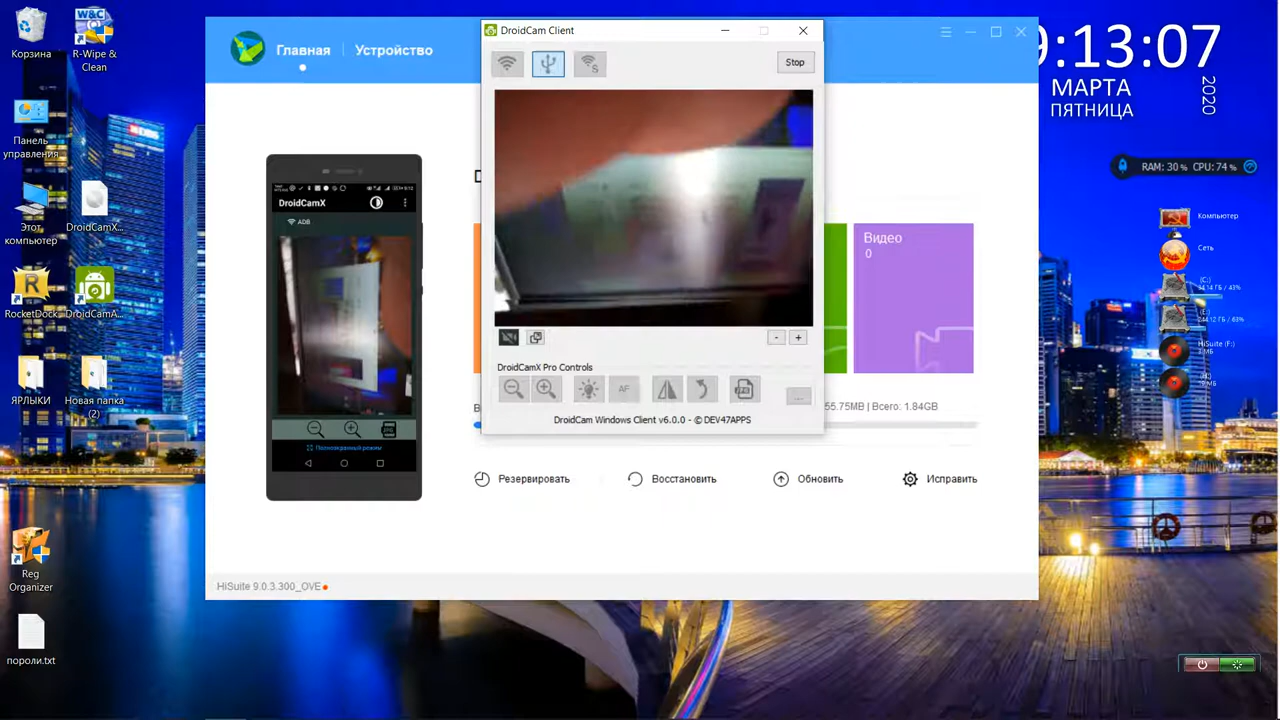 Корзина
R-Wipe &
Clean
Панель
управления
Этот
компьютер
DroidCamX...
RocketDock
DroidCamA...
ЯРЛЫКИ
Новая папка
(2)
Reg
Organizer
пороли.txt
Главная
Устройство
DroidCam Client
Stop
DroidCamX
ADB
Полноекранный режим
DroidCamX Pro Controls
AF
...
DroidCam Windows Client v6.0.0 - © DEV47APPS
Видео
0
55.75MB | Всего: 1.84GB
Резервировать
Восстановить
Обновить
Исправить
HiSuite 9.0.3.300_OVE
9:13:07
МАРТА
ПЯТНИЦА
2020
RAM: 30 % CPU: 74 %
Компьютер
Сеть
HiSuite (F:)